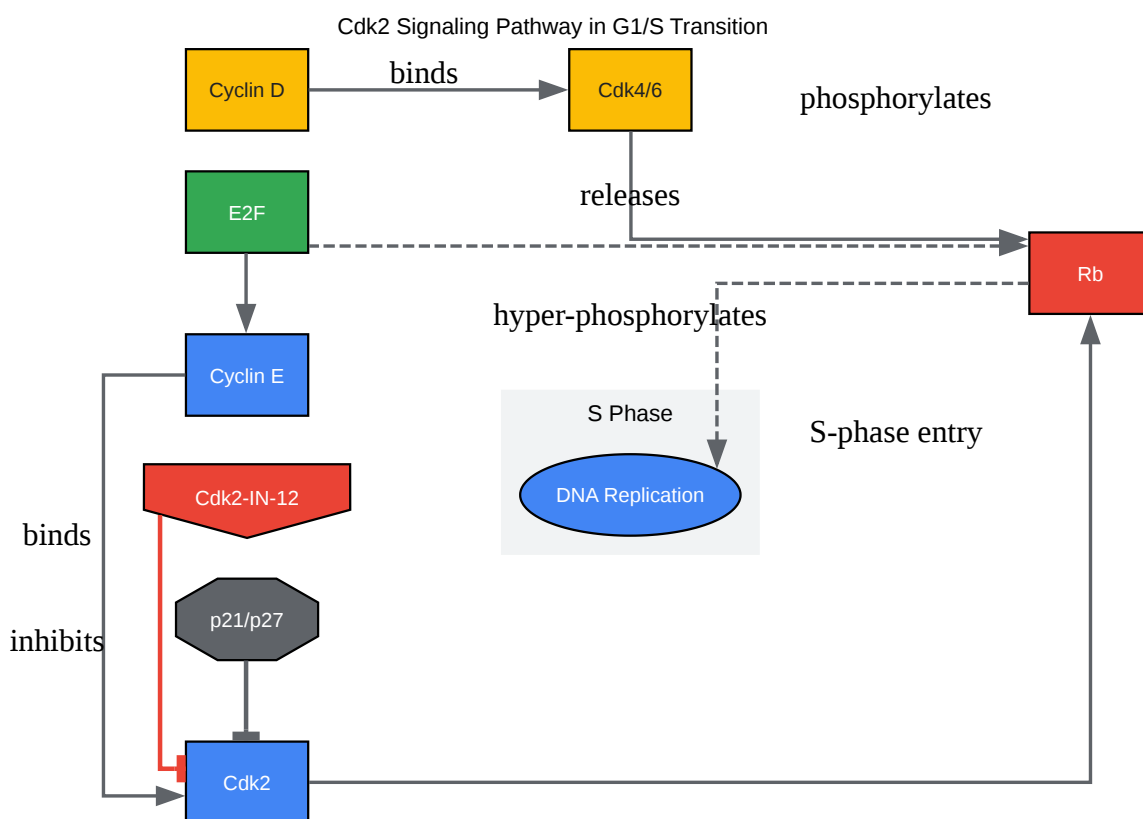 Cdk2 Signaling Pathway in G1/S Transition
Cyclin D
binds
Cdk4/6
phosphorylates
E2F
releases
Rb
hyper-phosphorylates
Cyclin E
S Phase
S-phase entry
Cdk2-IN-12
DNA Replication
binds
p21/p27
inhibits
Cdk2